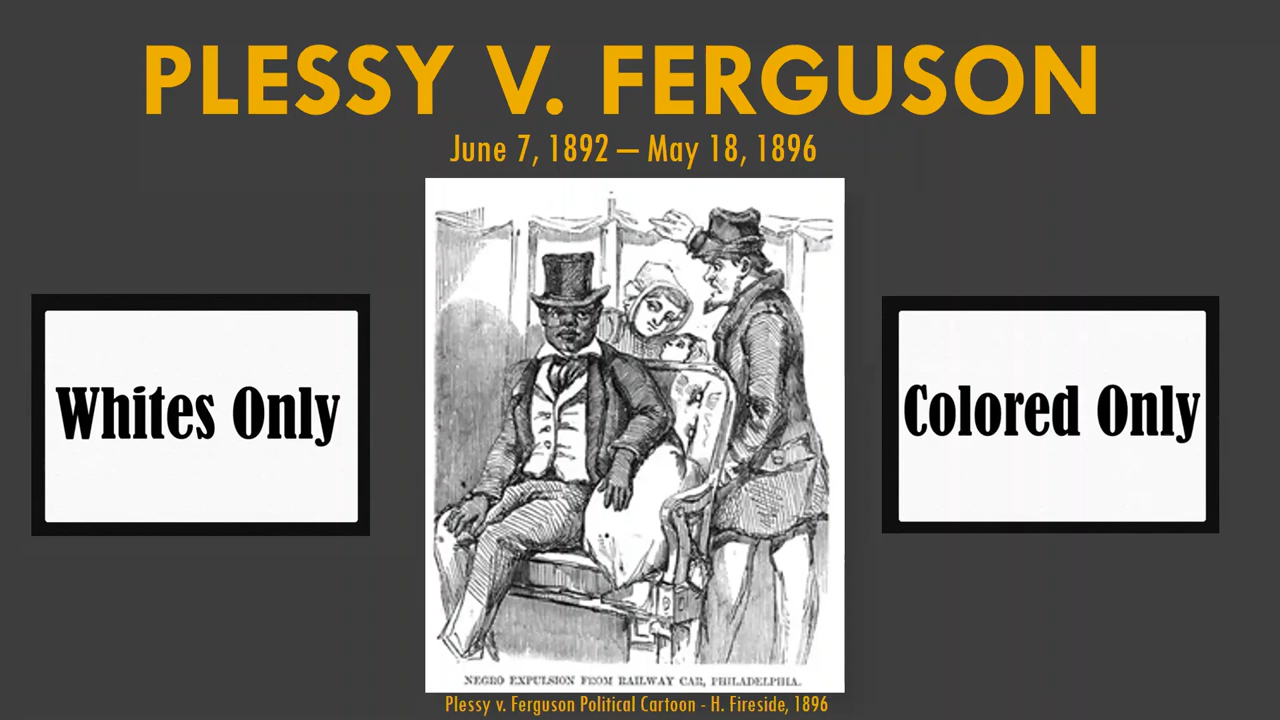 PLESSY V. FERGUSON
June 7, 1892 — May 18, 1896
Whites Only
Colored Only
NEGRO EXPULSION FROM RAILWAY CAR, PHILADELPHIA.
Plessy v. Ferguson Political Cartoon - H. Fireside, 1896